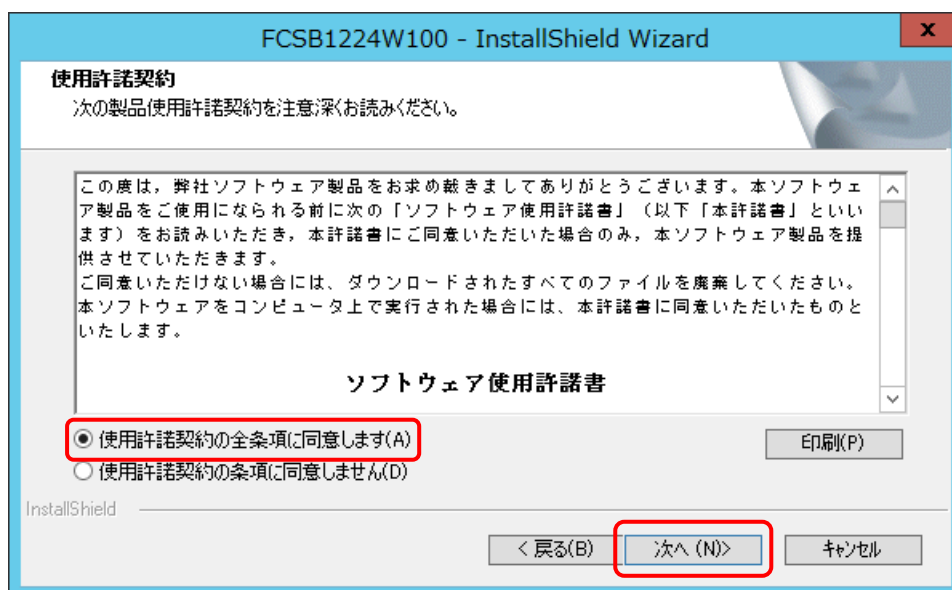 FCSB1224W100 - InstallShield Wizard
x
使用許諾契約
次の製品使用許諾契約を注意深くお読みください。
この度は，弊社ソフトウェア製品をお求め戴きましてありがとうございます。本ソフトウェ
ア製品をご使用になられる前に次の「ソフトウェア使用許諾書」（以下「本許諾書」といい
ます）をお読みいただき，本許諾書にご同意いただいた場合のみ，本ソフトウェア製品を提
供させていただきます。
ご同意いただけない場合には、ダウンロードされたすべてのファイルを廃棄してください。
本ソフトウェアをコンピュータ上で実行された場合には、本許諾書に同意いただいたものと
いたします。
ソフトウェア使用許諾書
使用許諾契約の全条項に同意します(A)
印刷(P)
使用許諾契約の条項に同意しません(D)
InstallShield
< 戻る(B)
次へ (N)>
キャンセル